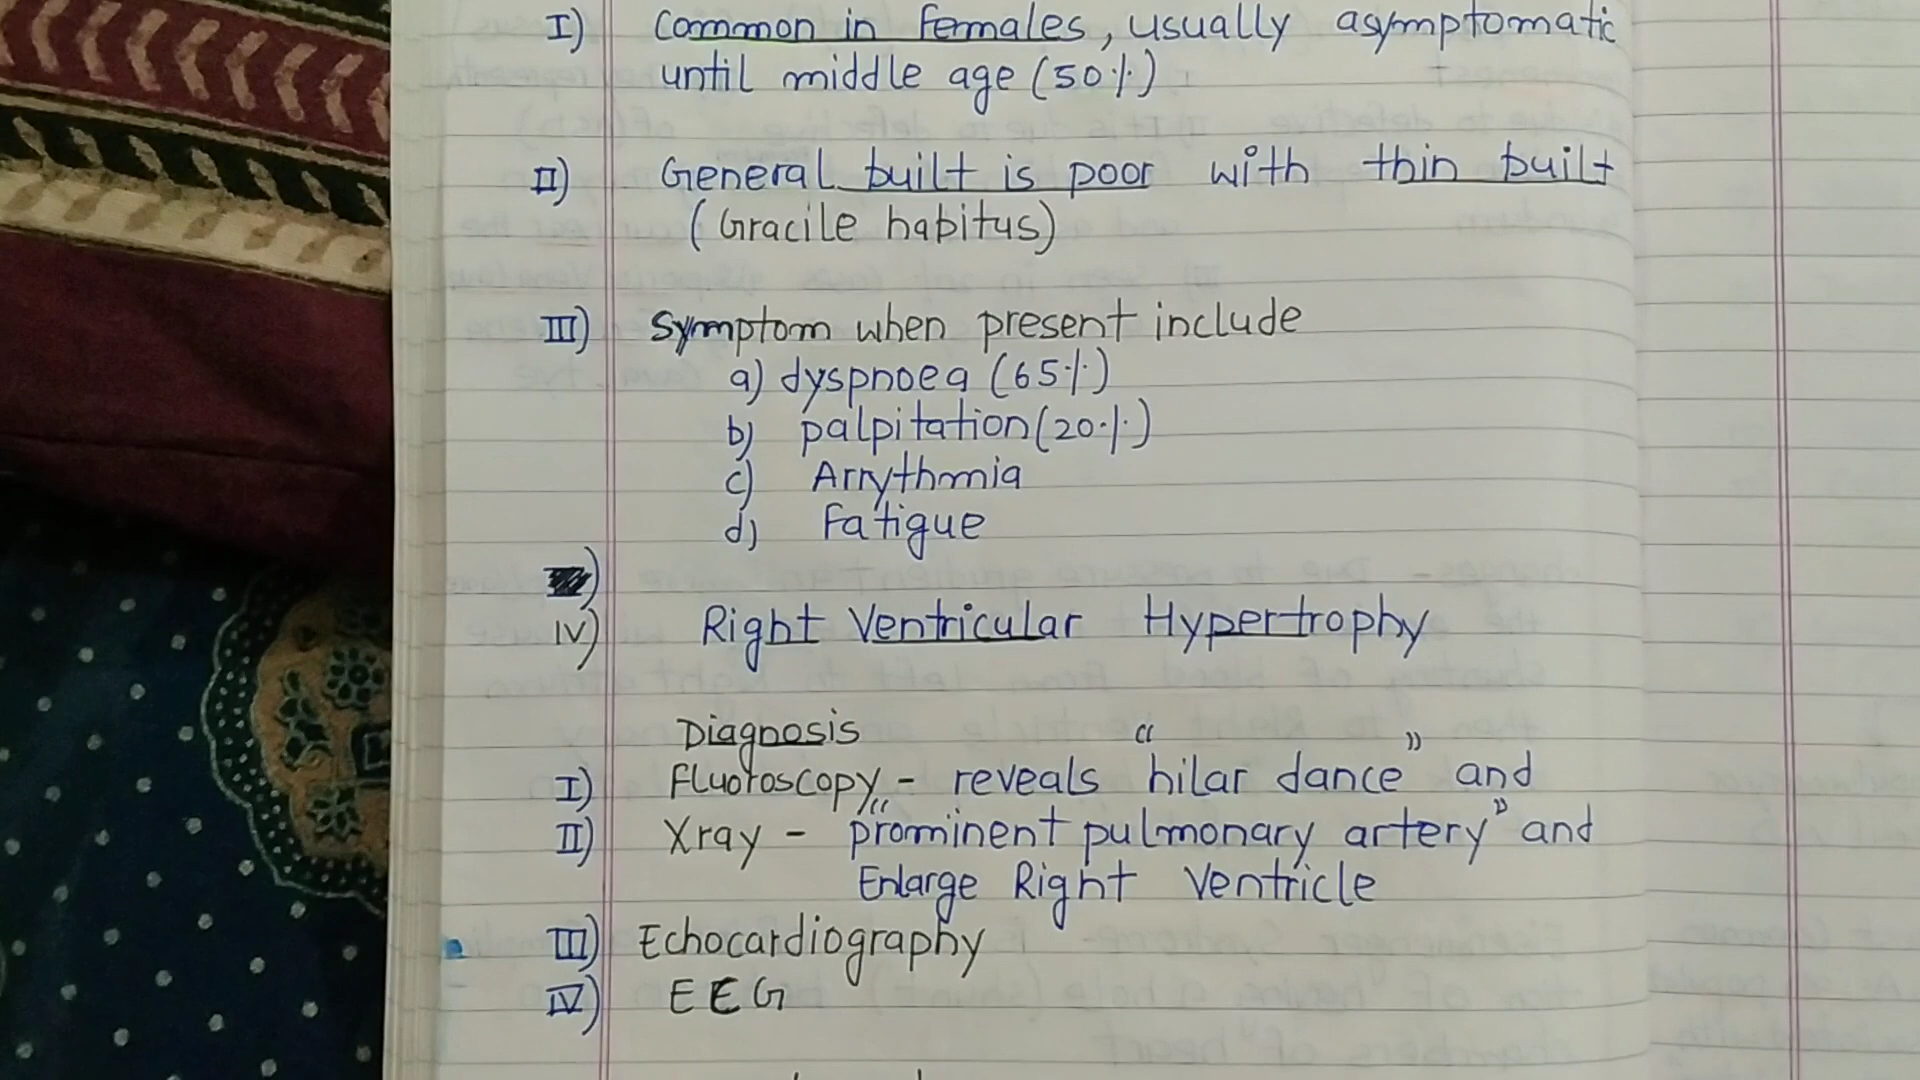 I) Common in females, usually asymptomatic
until middle age (50%)
II) General built is poor with thin built
(Gracile habitus)
III) Symptom when present include
a) dyspnoea (65%)
b) palpitation (20%)
c) Arrythmia
d) Fatigue
IV) Right Ventricular Hypertrophy
Diagnosis
I) Fluoroscopy - reveals "hilar dance" and
II) Xray - "prominent pulmonary artery" and
Enlarge Right Ventricle
III) Echocardiography
IV) EEG